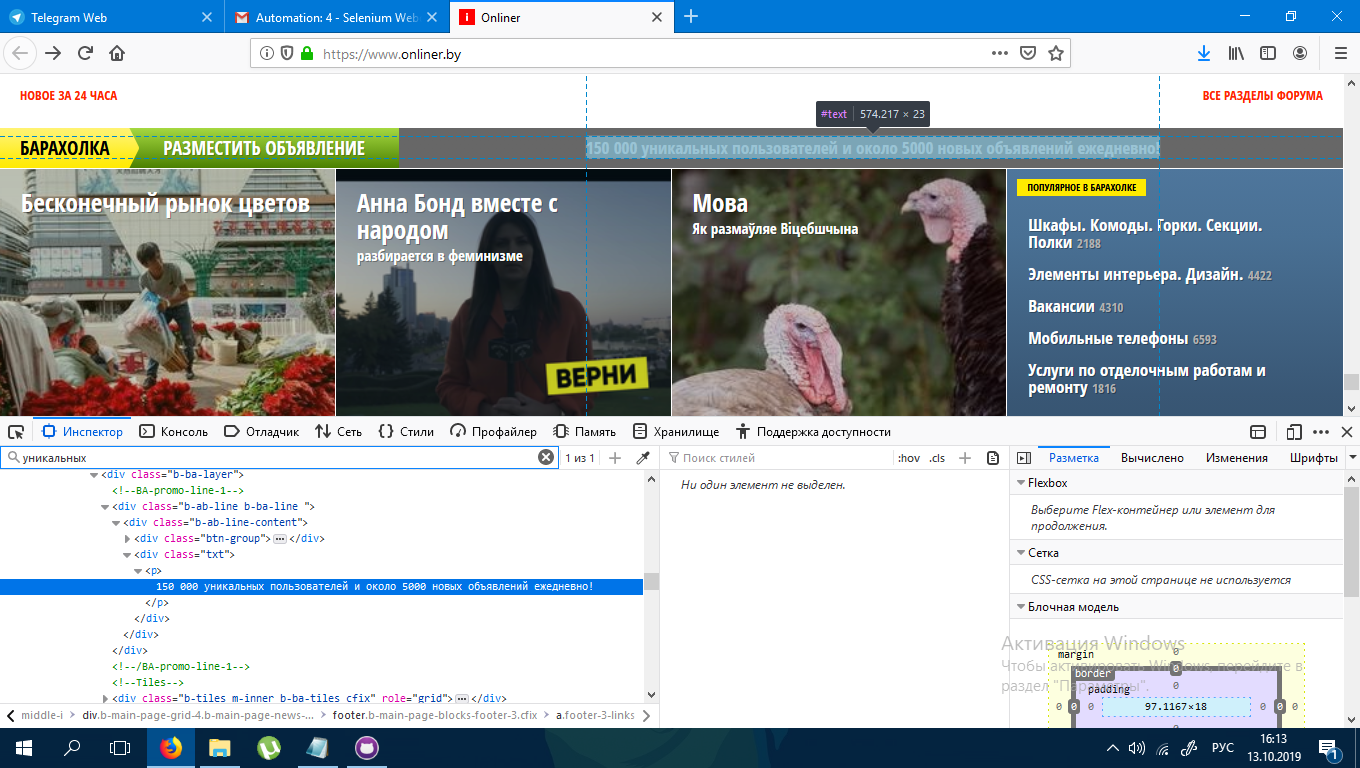 Telegram Web
Automation: 4 - Selenium Web
Onliner
https://www.onliner.by
НОВОЕ ЗА 24 ЧАСА
ВСЕ РАЗДЕЛЫ ФОРУМА
#text 574.217 × 23
БАРАХОЛКА
РАЗМЕСТИТЬ ОБЪЯВЛЕНИЕ
150 000 уникальных пользователей и около 5000 новых объявлений ежедневно!
Бесконечный рынок цветов
Анна Бонд вместе с
народом
разбирается в феминизме
ВЕРНИ
Мова
Як размаўляе Віцебшчына
ПОПУЛЯРНОЕ В БАРАХОЛКЕ
Шкафы. Комоды. Горки. Секции.
Полки 2188
Элементы интерьера. Дизайн. 4422
Вакансии 4310
Мобильные телефоны 6593
Услуги по отделочным работам и
ремонту 1816
Инспектор
Консоль
Отладчик
Сеть
Стили
Профайлер
Память
Хранилище
Поддержка доступности
уникальных
1 из 1
Поиск стилей
:hov .cls
Разметка
Вычислено
Изменения
Шрифты
<div class="b-ba-layer">
<!--BA-promo-line-1-->
<div class="b-ab-line b-ba-line ">
<div class="b-ab-line-content">
<div class="btn-group"></div>
<div class="txt">
<p>
150 000 уникальных пользователей и около 5000 новых объявлений ежедневно!
</p>
</div>
</div>
</div>
<!--/BA-promo-line-1-->
<!--Tiles-->
<div class="b-tiles m-inner b-ba-tiles cfix" role="grid"></div>
middle-i
div.b-main-page-grid-4.b-main-page-news-...
footer.b-main-page-blocks-footer-3.cfix
a.footer-3-links
Ни один элемент не выделен.
Flexbox
Выберите Flex-контейнер или элемент для
продолжения.
Сетка
CSS-сетка на этой странице не используется
Блочная модель
Активация Windows
Чтобы активировать Windows, перейдите в
раздел "Параметры".
margin 0
border 0
padding 0
0 0 0 97.1167×18 0 0 0
РУС
16:13
13.10.2019
1